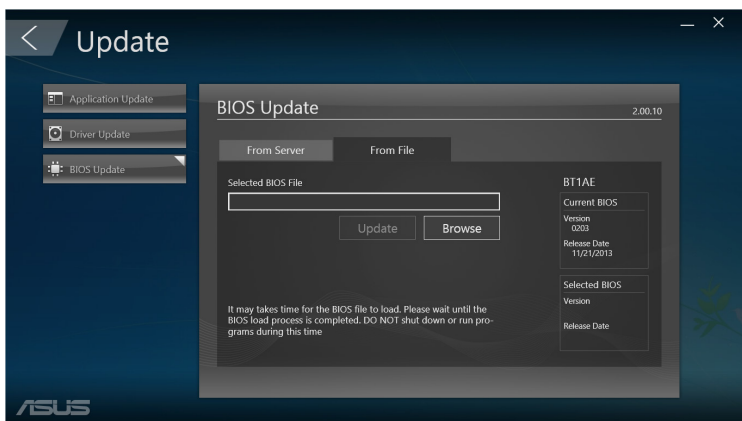 Update
Application Update
Driver Update
BIOS Update
BIOS Update
2.00.10
From Server
From File
Selected BIOS File
Update
Browse
It may takes time for the BIOS file to load. Please wait until the
BIOS load process is completed. DO NOT shut down or run pro-
grams during this time
BT1AE
Current BIOS
Version
0203
Release Date
11/21/2013
Selected BIOS
Version
Release Date
ASUS